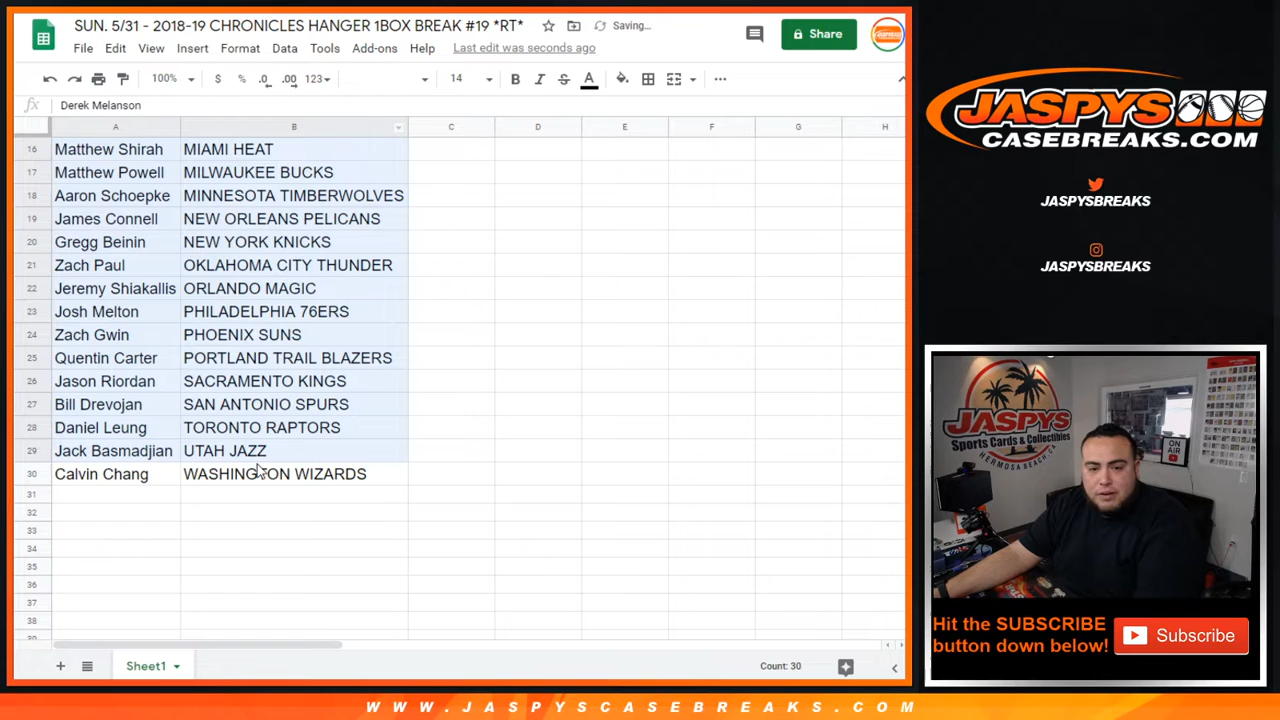 SUN. 5/31 - 2018-19 CHRONICLES HANGER 1BOX BREAK #19 *RT*
Saving...
File Edit View Insert Format Data Tools Add-ons Help Last edit was seconds ago
Share
100% $ % .0 .00 123 14 B I S A
fx Derek Melanson
A B C D E F G H
16 Matthew Shirah MIAMI HEAT
17 Matthew Powell MILWAUKEE BUCKS
18 Aaron Schoepke MINNESOTA TIMBERWOLVES
19 James Connell NEW ORLEANS PELICANS
20 Gregg Beinin NEW YORK KNICKS
21 Zach Paul OKLAHOMA CITY THUNDER
22 Jeremy Shiakallis ORLANDO MAGIC
23 Josh Melton PHILADELPHIA 76ERS
24 Zach Gwin PHOENIX SUNS
25 Quentin Carter PORTLAND TRAIL BLAZERS
26 Jason Riordan SACRAMENTO KINGS
27 Bill Drevojan SAN ANTONIO SPURS
28 Daniel Leung TORONTO RAPTORS
29 Jack Basmadjian UTAH JAZZ
30 Calvin Chang WASHINGTON WIZARDS
31
32
33
34
35
36
37
38
39
Sheet1
Count: 30
JASPYS
CASEBREAKS.COM
JASPYSBREAKS
JASPYSBREAKS
JASPYS
Sports Cards & Collectibles
HERMOSA BEACH, CA
ON AIR
Hit the SUBSCRIBE
button down below!
Subscribe
WWW.JASPYSCASEBREAKS.COM